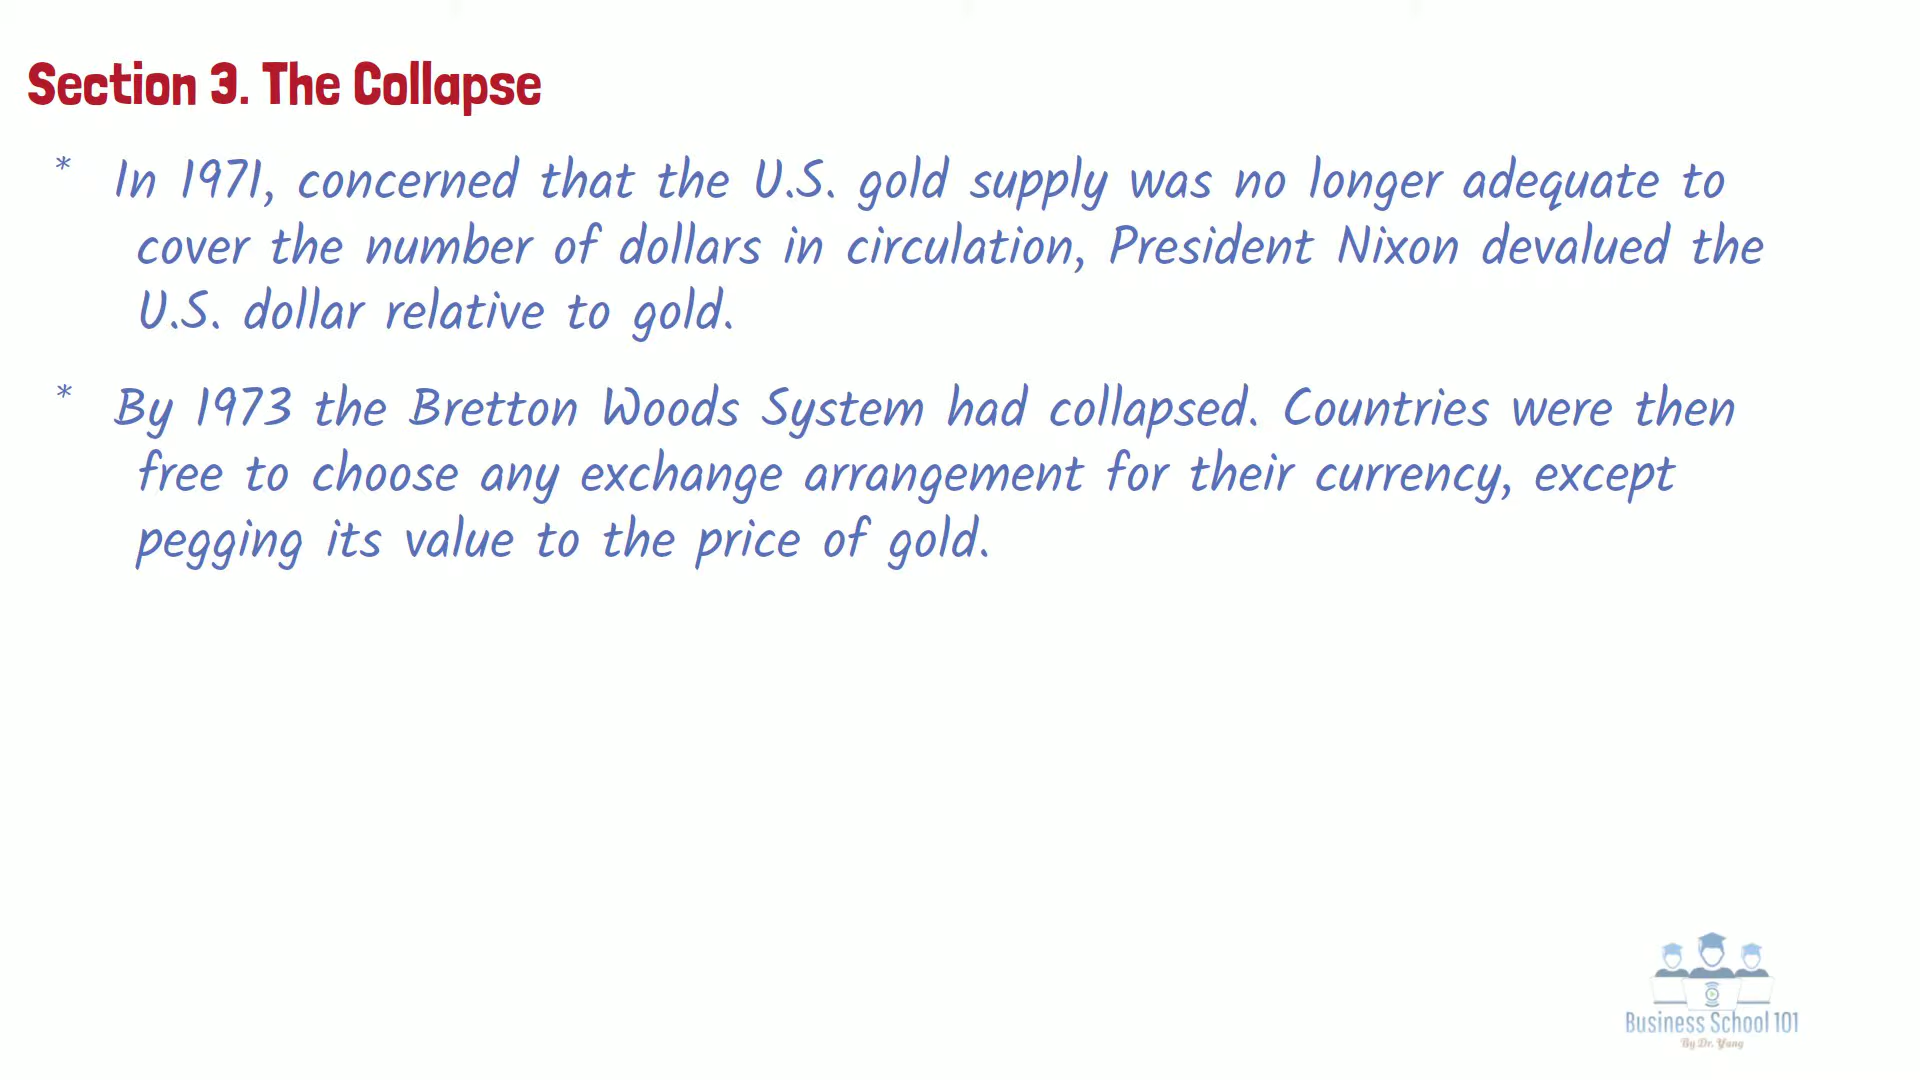 Section 3. The Collapse
* In 1971, concerned that the U.S. gold supply was no longer adequate to
cover the number of dollars in circulation, President Nixon devalued the
U.S. dollar relative to gold.
* By 1973 the Bretton Woods System had collapsed. Countries were then
free to choose any exchange arrangement for their currency, except
pegging its value to the price of gold.
Business School 101
By Dr. Yang